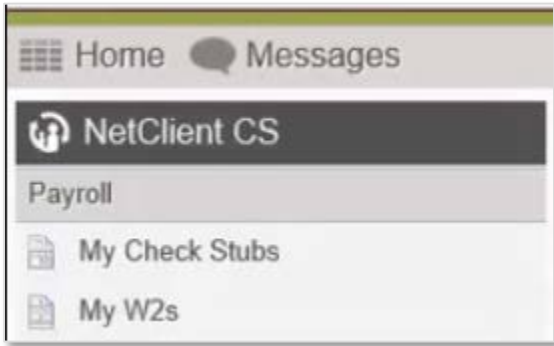 Home Messages
NetClient CS
Payroll
My Check Stubs
My W2s